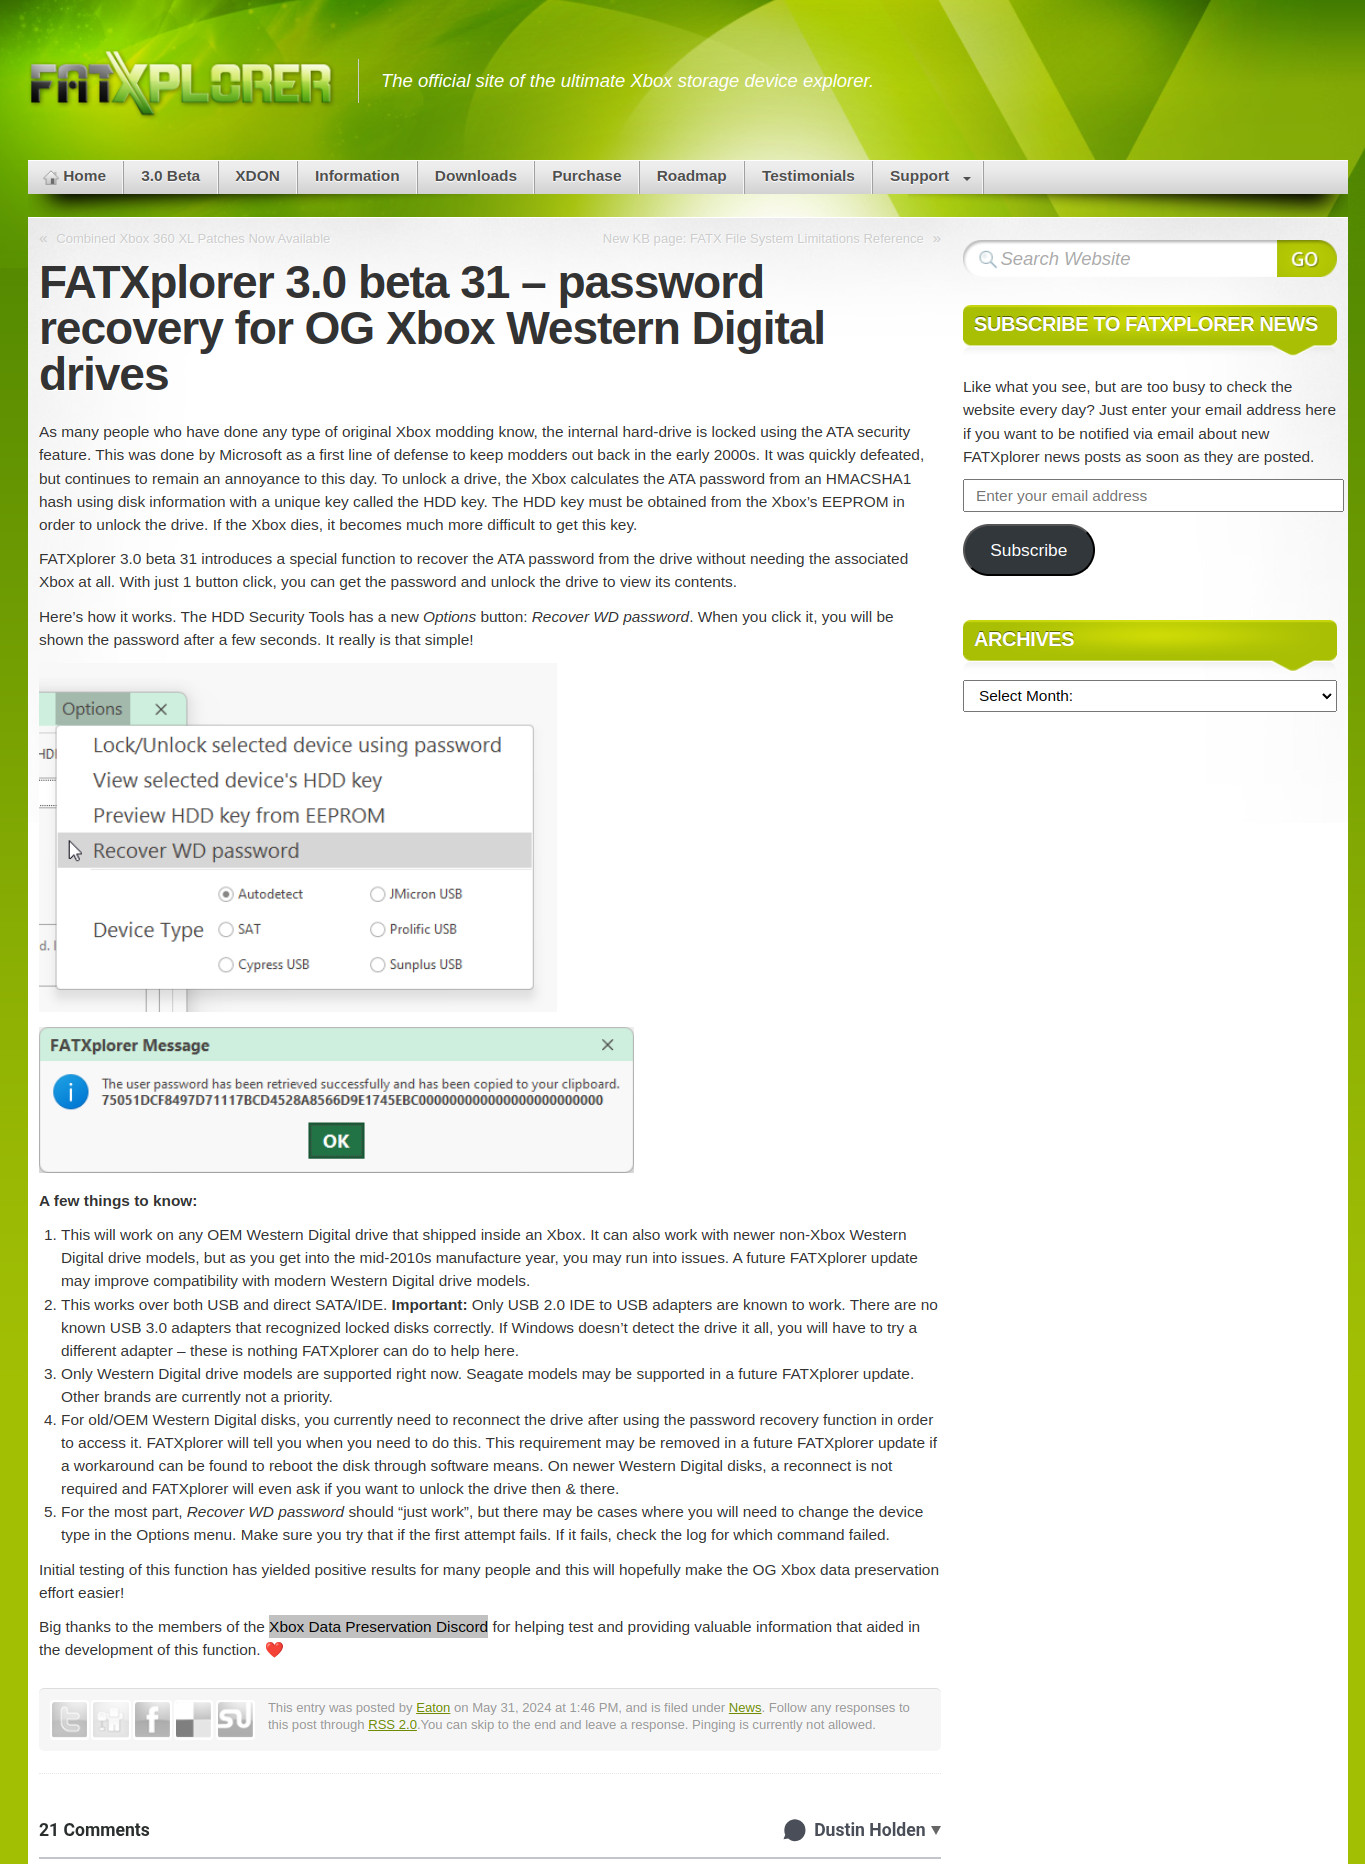 FATXPLORER
The official site of the ultimate Xbox storage device explorer.
Home 3.0 Beta XDON Information Downloads Purchase Roadmap Testimonials Support
« Combined Xbox 360 XL Patches Now Available
New KB page: FATX File System Limitations Reference »
FATXplorer 3.0 beta 31 – password
recovery for OG Xbox Western Digital
drives
As many people who have done any type of original Xbox modding know, the internal hard-drive is locked using the ATA security
feature. This was done by Microsoft as a first line of defense to keep modders out back in the early 2000s. It was quickly defeated,
but continues to remain an annoyance to this day. To unlock a drive, the Xbox calculates the ATA password from an HMACSHA1
hash using disk information with a unique key called the HDD key. The HDD key must be obtained from the Xbox’s EEPROM in
order to unlock the drive. If the Xbox dies, it becomes much more difficult to get this key.
FATXplorer 3.0 beta 31 introduces a special function to recover the ATA password from the drive without needing the associated
Xbox at all. With just 1 button click, you can get the password and unlock the drive to view its contents.
Here’s how it works. The HDD Security Tools has a new Options button: Recover WD password. When you click it, you will be
shown the password after a few seconds. It really is that simple!
Options
HDI
Lock/Unlock selected device using password
View selected device's HDD key
Preview HDD key from EEPROM
Recover WD password
Autodetect JMicron USB
Device Type SAT Prolific USB
d. I
Cypress USB Sunplus USB
FATXplorer Message
The user password has been retrieved successfully and has been copied to your clipboard.
75051DCF8497D71117BCD4528A8566D9E1745EBC000000000000000000000000
OK
A few things to know:
1. This will work on any OEM Western Digital drive that shipped inside an Xbox. It can also work with newer non-Xbox Western
Digital drive models, but as you get into the mid-2010s manufacture year, you may run into issues. A future FATXplorer update
may improve compatibility with modern Western Digital drive models.
2. This works over both USB and direct SATA/IDE. Important: Only USB 2.0 IDE to USB adapters are known to work. There are no
known USB 3.0 adapters that recognized locked disks correctly. If Windows doesn’t detect the drive it all, you will have to try a
different adapter – these is nothing FATXplorer can do to help here.
3. Only Western Digital drive models are supported right now. Seagate models may be supported in a future FATXplorer update.
Other brands are currently not a priority.
4. For old/OEM Western Digital disks, you currently need to reconnect the drive after using the password recovery function in order
to access it. FATXplorer will tell you when you need to do this. This requirement may be removed in a future FATXplorer update if
a workaround can be found to reboot the disk through software means. On newer Western Digital disks, a reconnect is not
required and FATXplorer will even ask if you want to unlock the drive then & there.
5. For the most part, Recover WD password should “just work”, but there may be cases where you will need to change the device
type in the Options menu. Make sure you try that if the first attempt fails. If it fails, check the log for which command failed.
Initial testing of this function has yielded positive results for many people and this will hopefully make the OG Xbox data preservation
effort easier!
Big thanks to the members of the Xbox Data Preservation Discord for helping test and providing valuable information that aided in
the development of this function. ❤️
This entry was posted by Eaton on May 31, 2024 at 1:46 PM, and is filed under News. Follow any responses to
this post through RSS 2.0.You can skip to the end and leave a response. Pinging is currently not allowed.
21 Comments
Dustin Holden
Search Website
GO
SUBSCRIBE TO FATXPLORER NEWS
Like what you see, but are too busy to check the
website every day? Just enter your email address here
if you want to be notified via email about new
FATXplorer news posts as soon as they are posted.
Enter your email address
Subscribe
ARCHIVES
Select Month: